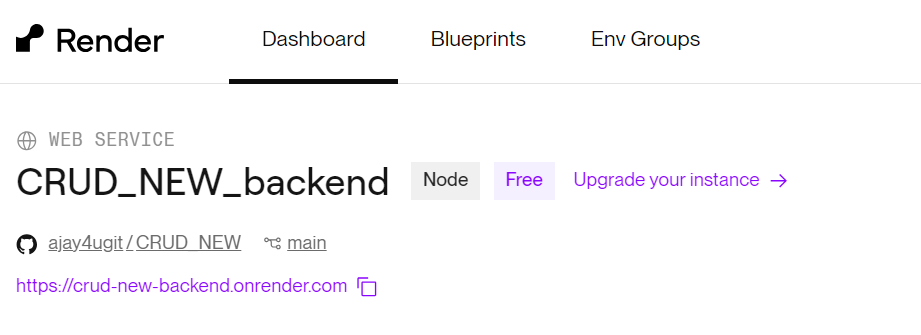 Render Dashboard Blueprints Env Groups
WEB SERVICE
CRUD_NEW_backend Node Free Upgrade your instance →
ajay4ugit / CRUD_NEW main
https://crud-new-backend.onrender.com